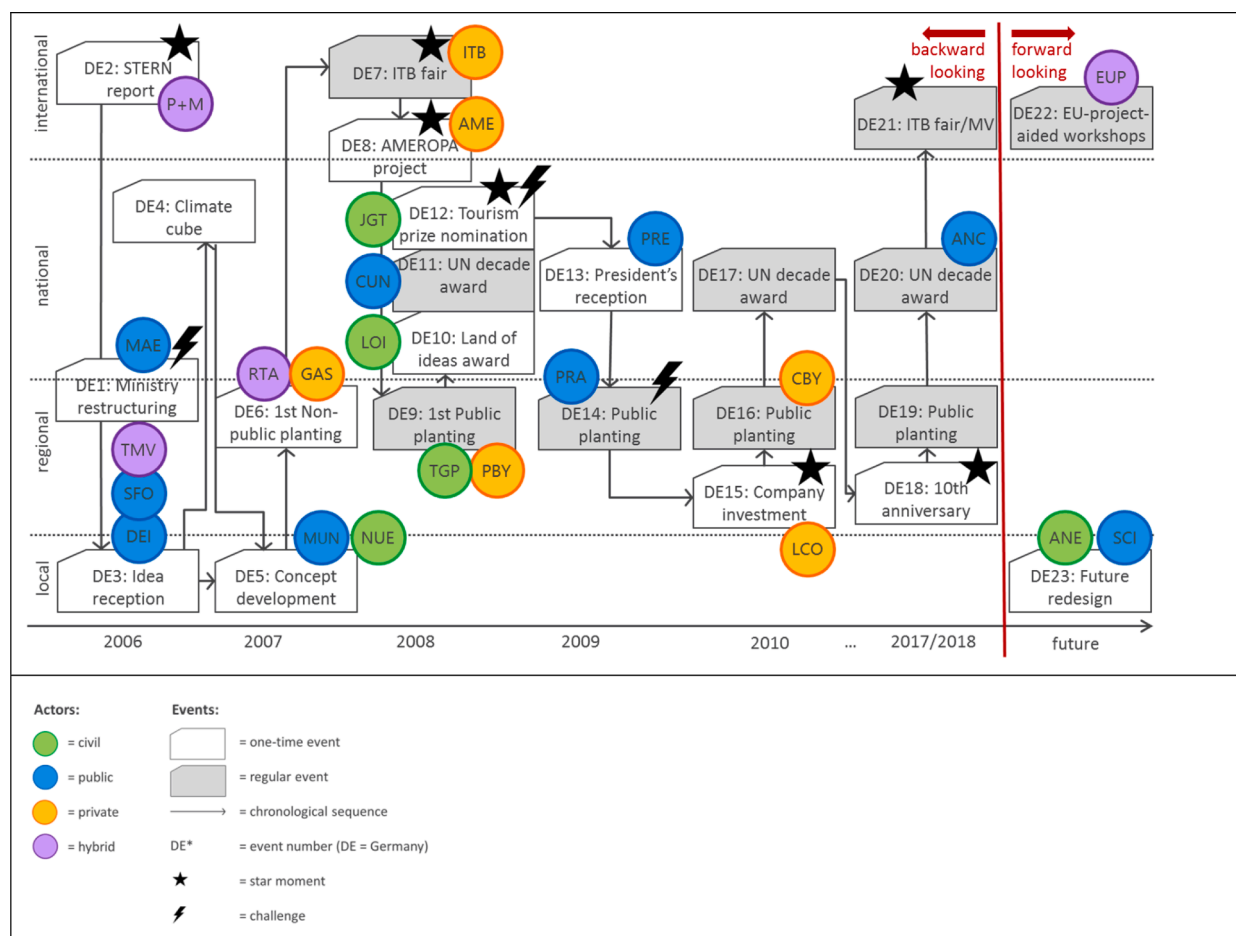 international
national
regional
local
DE2: STERN
report
P+M
DE7: ITB fair
ITB
DE8: AMEROPA
project
AME
backward
looking
forward
looking
DE21: ITB fair/MV
EUP
DE22: EU-project-
aided workshops
DE4: Climate
cube
JGT
DE12: Tourism
prize nomination
CUN
DE11: UN decade
award
LOI
DE10: Land of
ideas award
PRE
DE13: President's
reception
DE17: UN decade
award
ANC
DE20: UN decade
award
MAE
DE1: Ministry
restructuring
TMV
SFO
DEI
RTA
GAS
DE6: 1st Non-
public planting
DE9: 1st Public
planting
TGP
PBY
PRA
DE14: Public
planting
CBY
DE16: Public
planting
DE15: Company
investment
LCO
DE19: Public
planting
DE18: 10th
anniversary
DE3: Idea
reception
MUN
NUE
DE5: Concept
development
ANE
SCI
DE23: Future
redesign
2006
2007
2008
2009
2010
...
2017/2018
future
Actors:
= civil
= public
= private
= hybrid
Events:
= one-time event
= regular event
= chronological sequence
DE* = event number (DE = Germany)
= star moment
= challenge